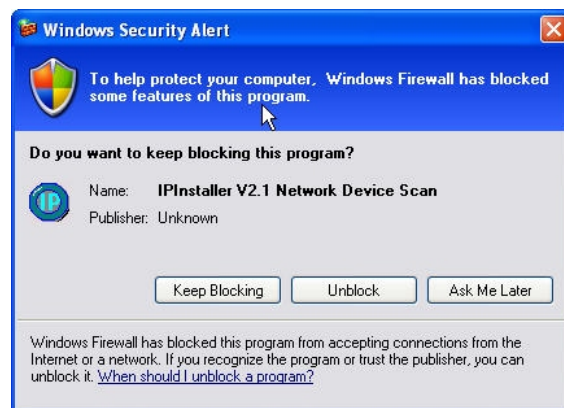 Windows Security Alert
To help protect your computer, Windows Firewall has blocked
some features of this program.
Do you want to keep blocking this program?
IP
Name: IPInstaller V2.1 Network Device Scan
Publisher: Unknown
Keep Blocking Unblock Ask Me Later
Windows Firewall has blocked this program from accepting connections from the
Internet or a network. If you recognize the program or trust the publisher, you can
unblock it. When should I unblock a program?